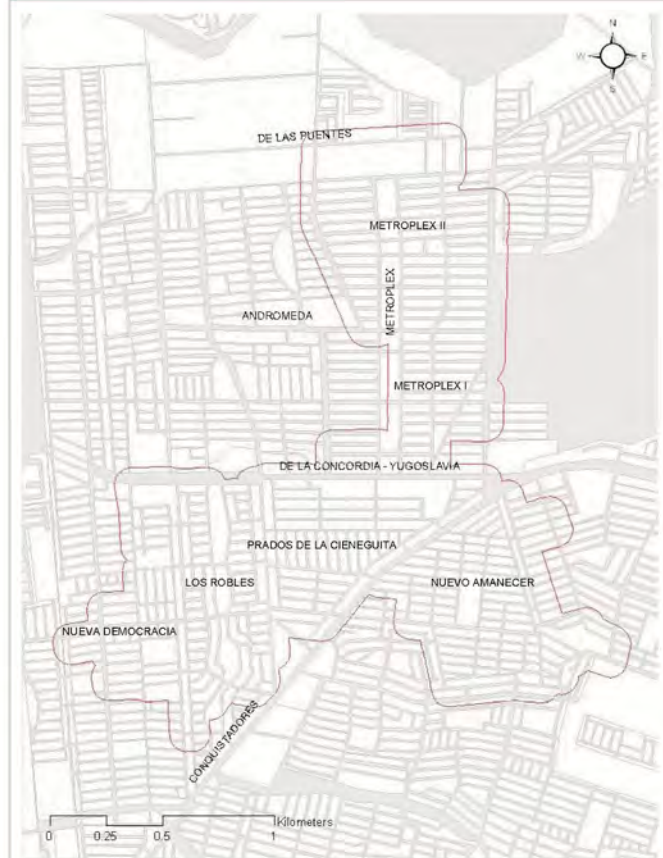 N
W E
S
DE LAS PUENTES
METROPLEX II
METROPLEX
ANDROMEDA
METROPLEX I
DE LA CONCORDIA - YUGOSLAVIA
PRADOS DE LA CIENEGUITA
LOS ROBLES
NUEVO AMANECER
NUEVA DEMOCRACIA
CONQUISTADORES
Kilometers
0 0.25 0.5 1